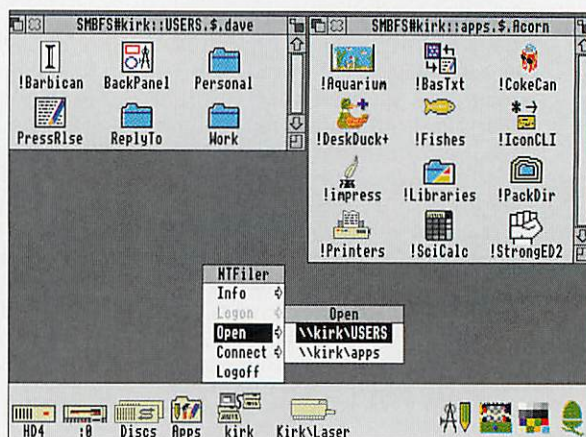 SMBFS#kirk::USERS.$.dave
!Barbican BackPanel Personal
PressRlse ReplyTo Work
SMBFS#kirk::apps.$.Acorn
!Aquarium !BasTxt !CokeCan
!DeskDuck+ !Fishes !IconCLI
!impress !Libraries !PackDir
!Printers !SciCalc !StrongED2
NTFiler
Info
Logon
Open
Connect
Logoff
Open
\\kirk\USERS
\\kirk\apps
HD4 :0 Discs Apps kirk Kirk\Laser